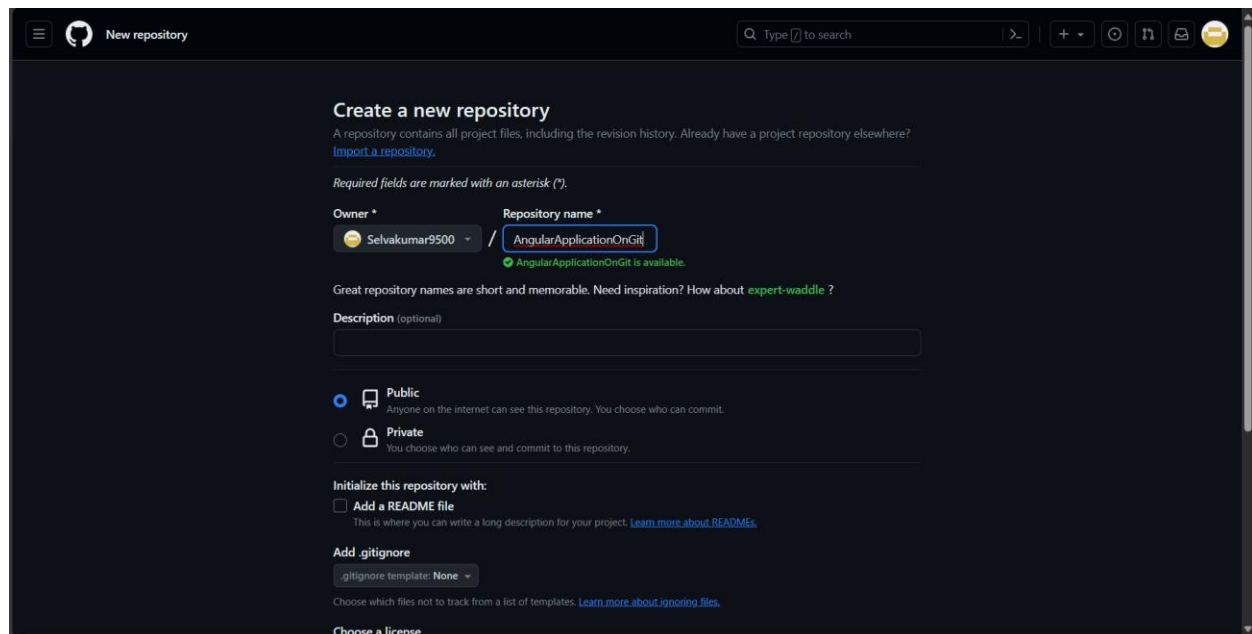 New repository
Type / to search
Create a new repository
A repository contains all project files, including the revision history. Already have a project repository elsewhere?
Import a repository.
Required fields are marked with an asterisk (*).
Owner * Repository name *
Selvakumar9500 / AngularApplicationOnGit
AngularApplicationOnGit is available.
Great repository names are short and memorable. Need inspiration? How about expert-waddle ?
Description (optional)
Public
Anyone on the internet can see this repository. You choose who can commit.
Private
You choose who can see and commit to this repository.
Initialize this repository with:
Add a README file
This is where you can write a long description for your project. Learn more about READMEs.
Add .gitignore
.gitignore template: None
Choose which files not to track from a list of templates. Learn more about ignoring files.
Choose a license